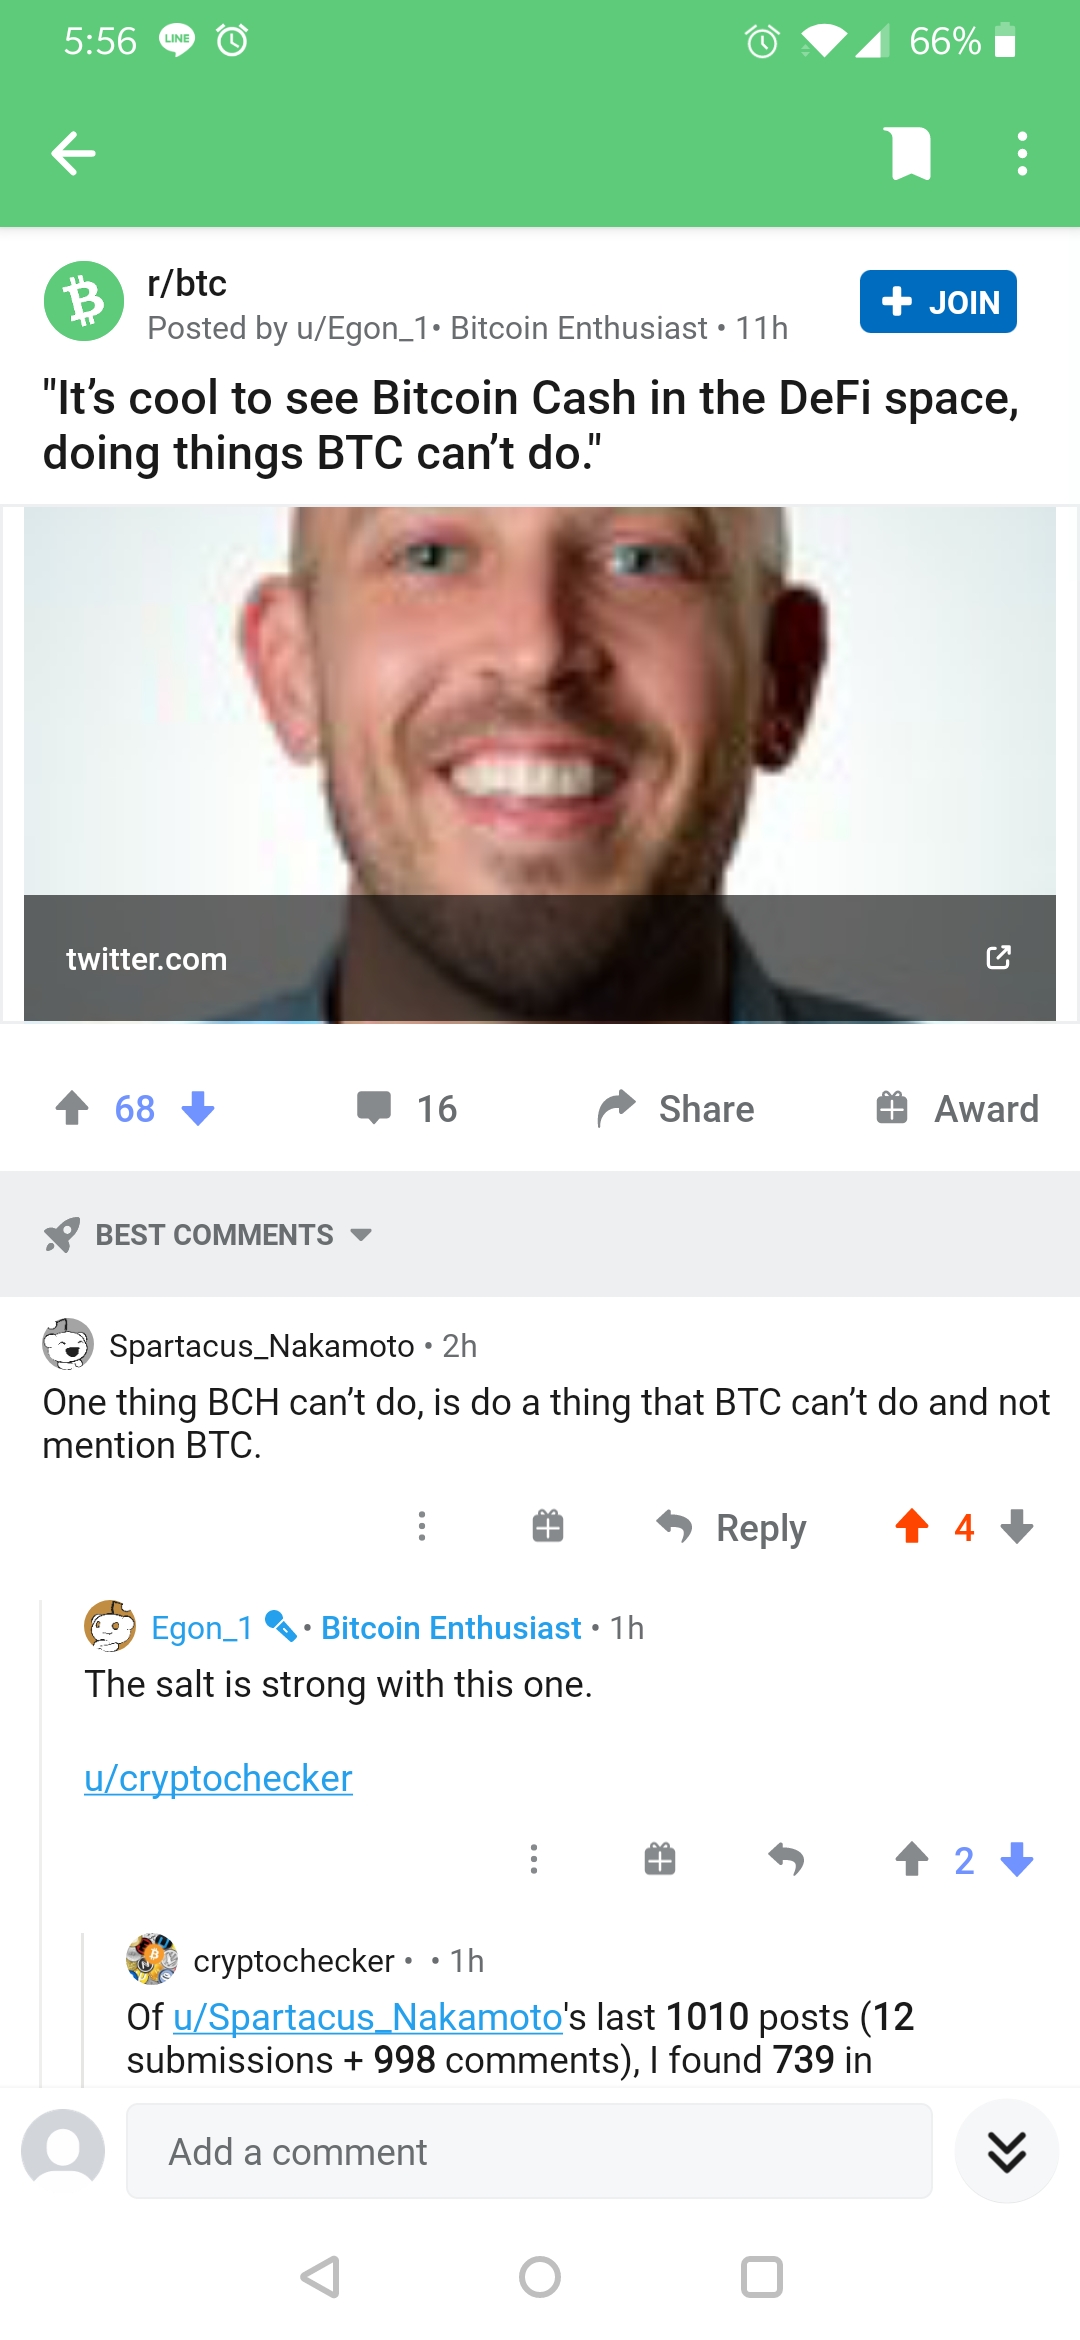 5:56 LINE 66%
r/btc
Posted by u/Egon_1• Bitcoin Enthusiast • 11h
+ JOIN
"It’s cool to see Bitcoin Cash in the DeFi space,
doing things BTC can’t do."
twitter.com
68 16 Share Award
BEST COMMENTS
Spartacus_Nakamoto • 2h
One thing BCH can’t do, is do a thing that BTC can’t do and not
mention BTC.
Reply 4
Egon_1 • Bitcoin Enthusiast • 1h
The salt is strong with this one.
u/cryptochecker
2
cryptochecker • • 1h
Of u/Spartacus_Nakamoto's last 1010 posts (12
submissions + 998 comments), I found 739 in
Add a comment